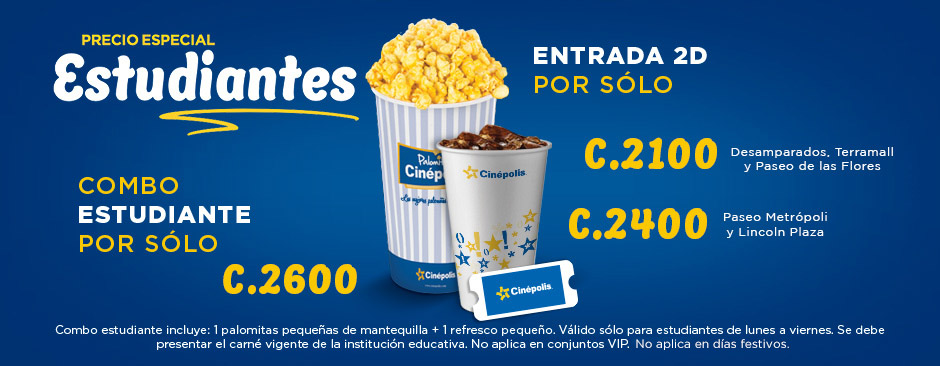 PRECIO ESPECIAL
Estudiantes
COMBO
ESTUDIANTE
POR SÓLO
C.2600
Palomitas
Cinépolis
Las mejores palomitas
Cinépolis
Cinépolis
Cinépolis
ENTRADA 2D
POR SÓLO
C.2100
Desamparados, Terramall
y Paseo de las Flores
C.2400
Paseo Metrópoli
y Lincoln Plaza
Combo estudiante incluye: 1 palomitas pequeñas de mantequilla + 1 refresco pequeño. Válido sólo para estudiantes de lunes a viernes. Se debe
presentar el carné vigente de la institución educativa. No aplica en conjuntos VIP. No aplica en días festivos.